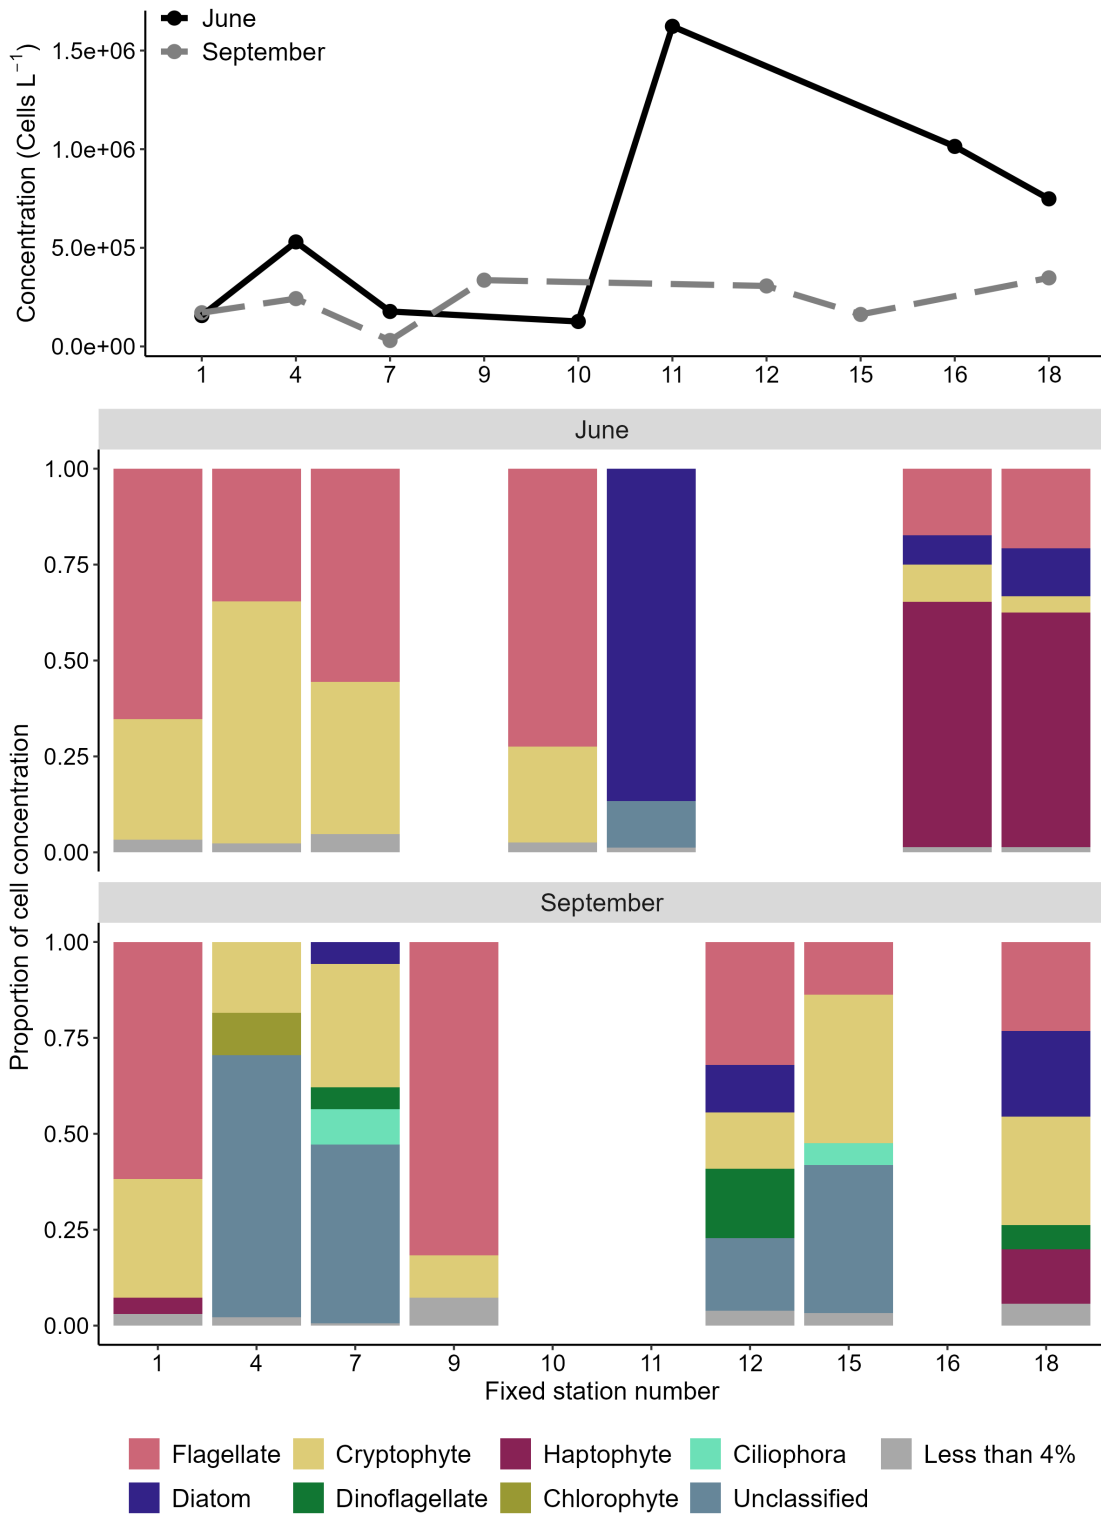 June
September
Concentration (Cells L⁻¹)
1.5e+06
1.0e+06
5.0e+05
0.0e+00
1 4 7 9 10 11 12 15 16 18
June
Proportion of cell concentration
1.00
0.75
0.50
0.25
0.00
September
1.00
0.75
0.50
0.25
0.00
1 4 7 9 10 11 12 15 16 18
Fixed station number
Flagellate Cryptophyte Haptophyte Ciliophora Less than 4%
Diatom Dinoflagellate Chlorophyte Unclassified